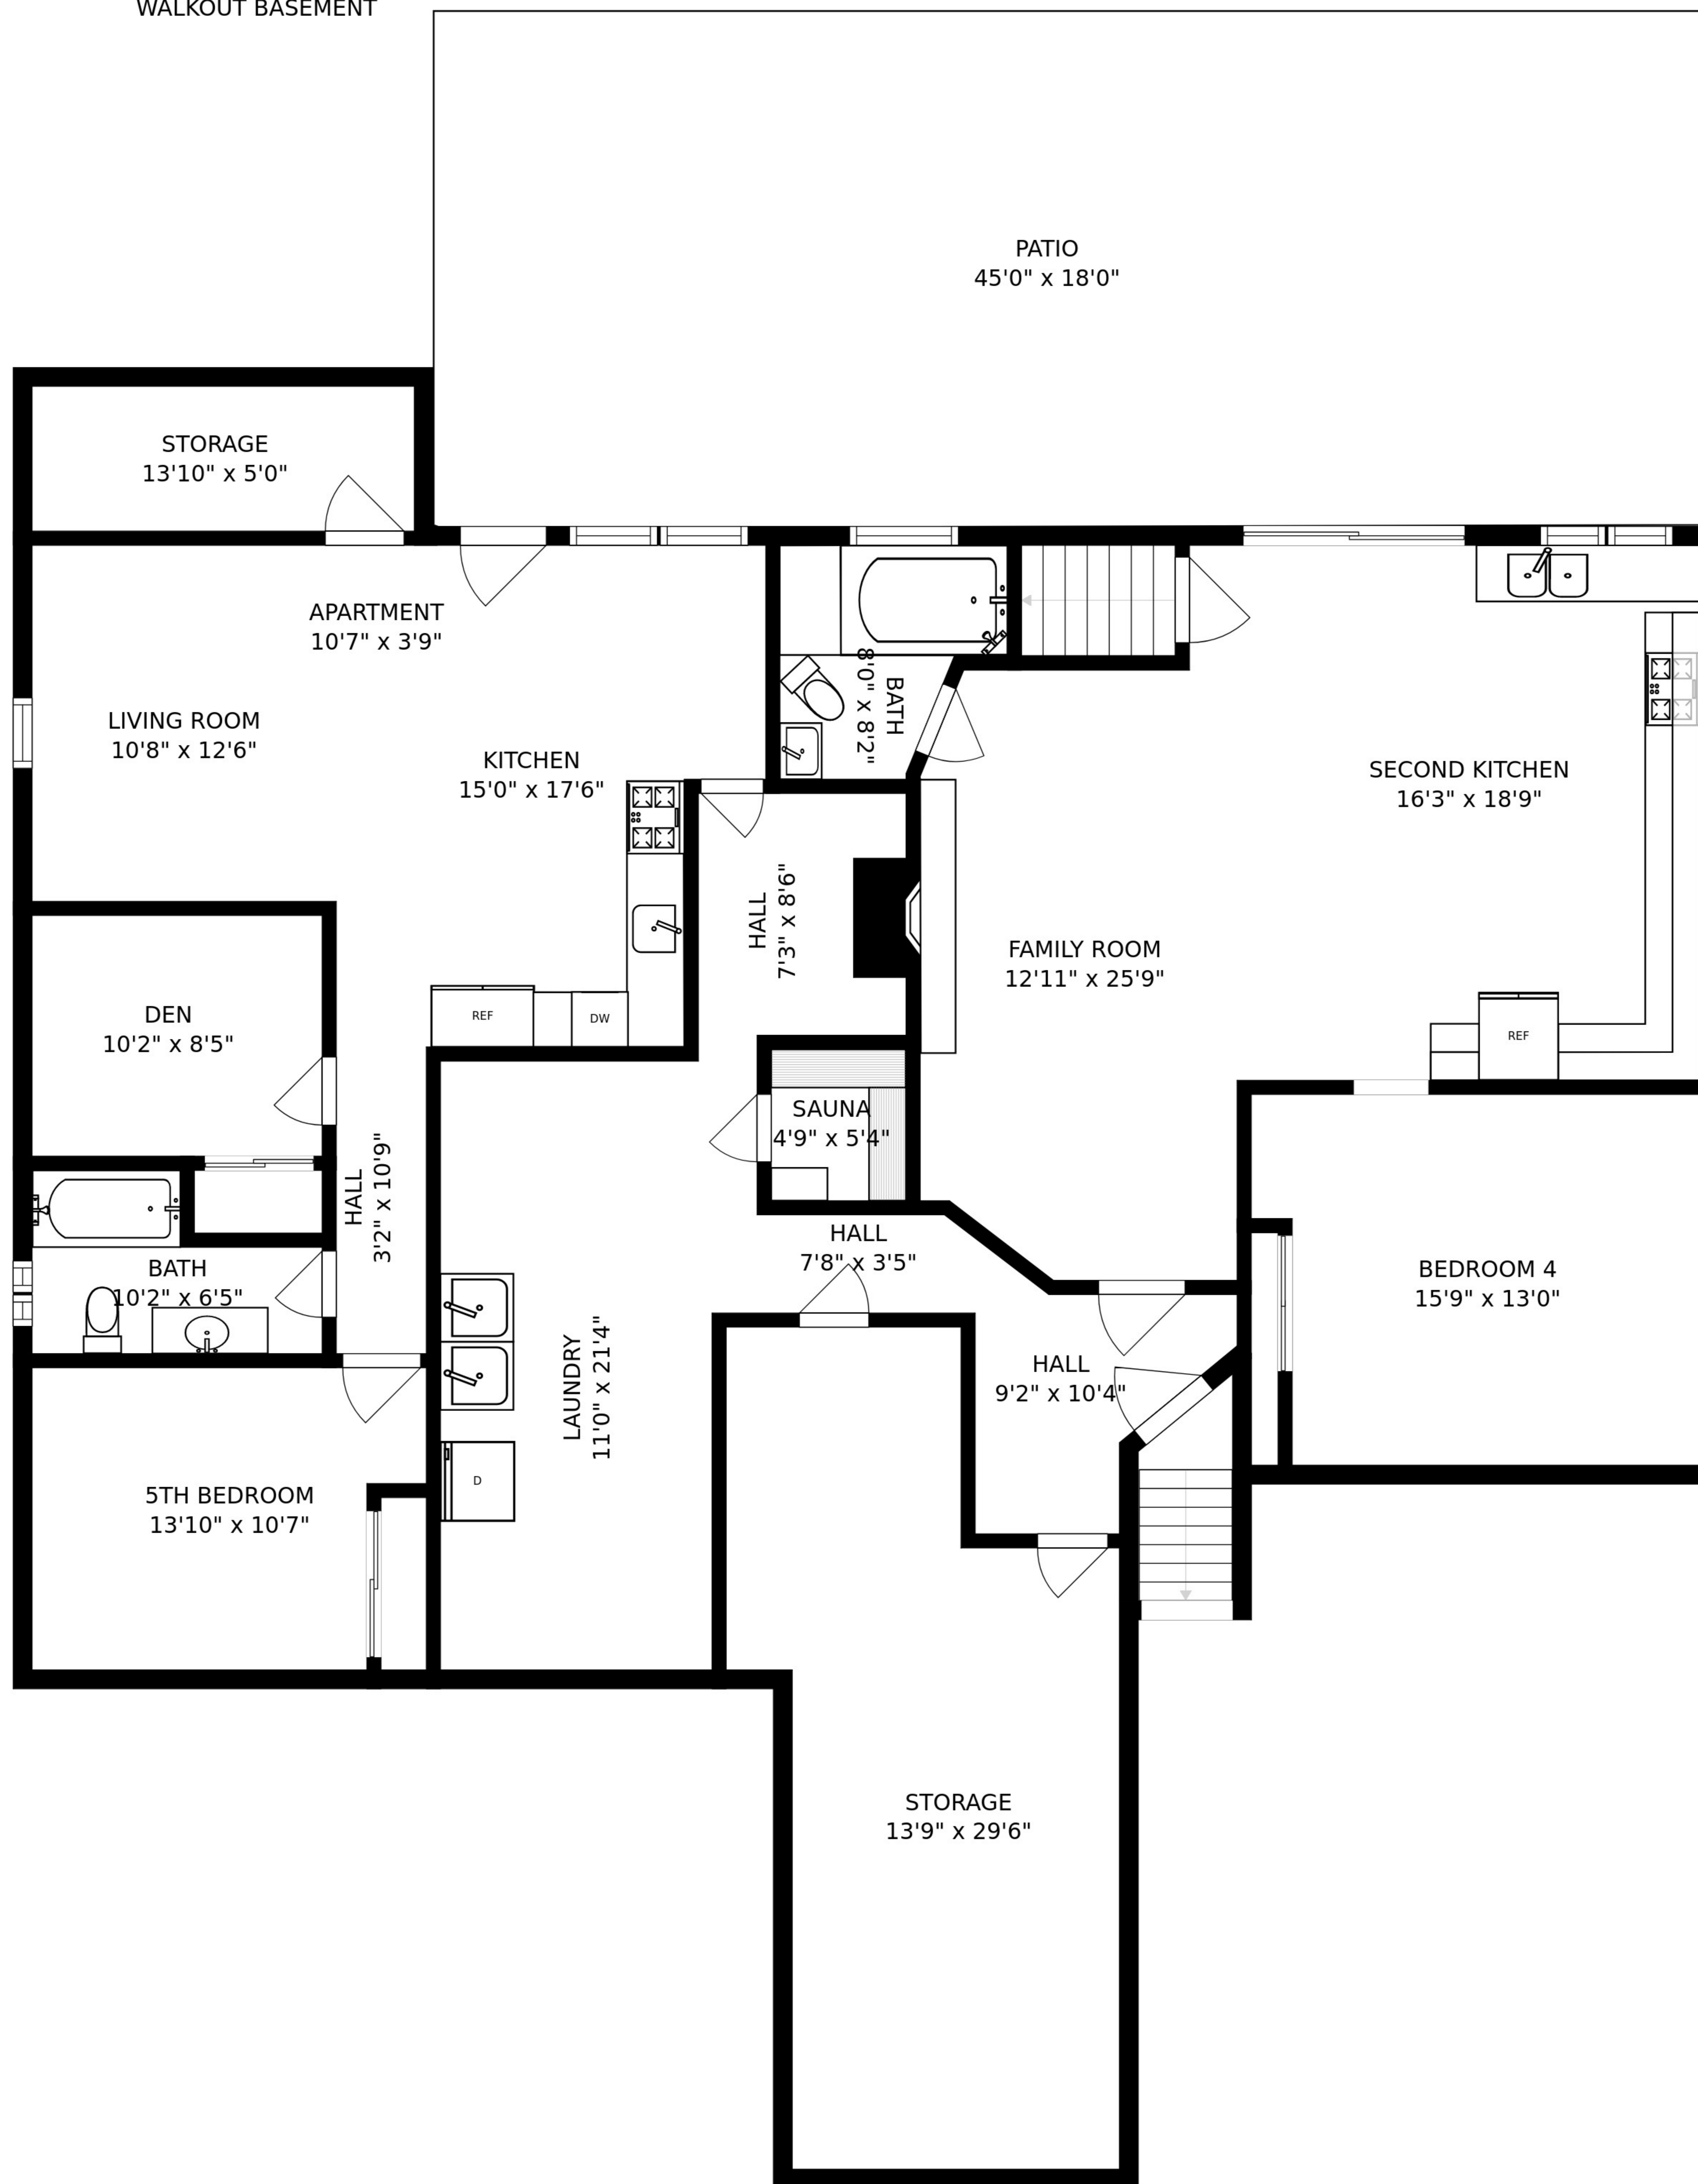 WALKOUT BASEMENT
PATIO
45'0" x 18'0"
STORAGE
13'10" x 5'0"
APARTMENT
10'7" x 3'9"
LIVING ROOM
10'8" x 12'6"
KITCHEN
15'0" x 17'6"
BATH
8'0" x 8'2"
SECOND KITCHEN
16'3" x 18'9"
HALL
7'3" x 8'6"
FAMILY ROOM
12'11" x 25'9"
DEN
10'2" x 8'5"
REF
DW
REF
SAUNA
4'9" x 5'4"
HALL
3'2" x 10'9"
HALL
7'8" x 3'5"
BATH
10'2" x 6'5"
BEDROOM 4
15'9" x 13'0"
LAUNDRY
11'0" x 21'4"
HALL
9'2" x 10'4"
D
5TH BEDROOM
13'10" x 10'7"
STORAGE
13'9" x 29'6"